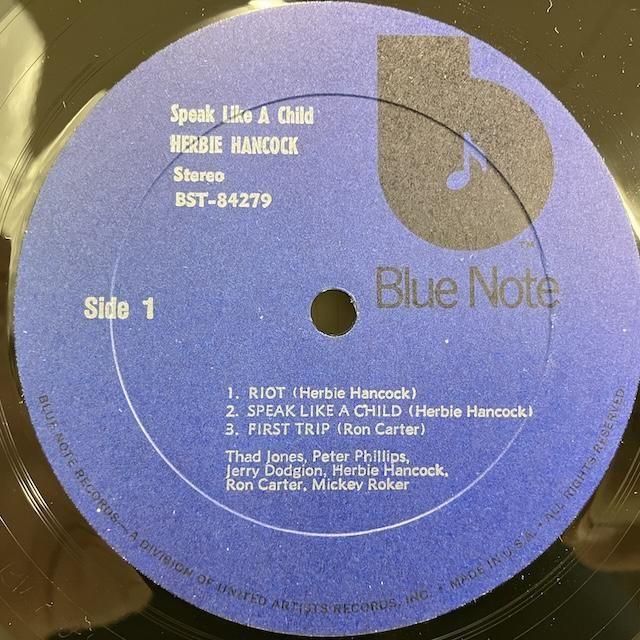 Speak Like A Child
HERBIE HANCOCK
Stereo
BST-84279
TM
Blue Note
Side 1
1. RIOT (Herbie Hancock)
2. SPEAK LIKE A CHILD (Herbie Hancock)
3. FIRST TRIP (Ron Carter)
Thad Jones, Peter Phillips,
Jerry Dodgion, Herbie Hancock,
Ron Carter, Mickey Roker
BLUE NOTE RECORDS—A DIVISION OF UNITED ARTISTS RECORDS, INC. • MADE IN U.S.A. • ALL RIGHTS RESERVED